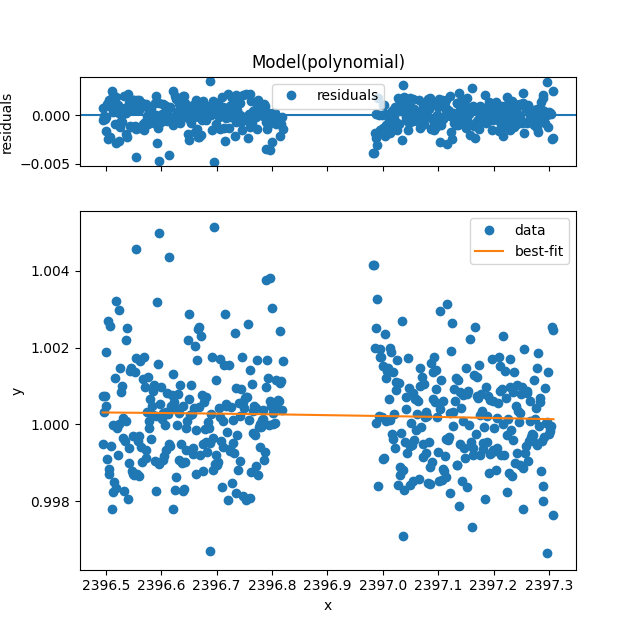 Model(polynomial)
residuals
residuals
0.000
−0.005
data
best-fit
y
1.004
1.002
1.000
0.998
2396.5 2396.6 2396.7 2396.8 2396.9 2397.0 2397.1 2397.2 2397.3
x